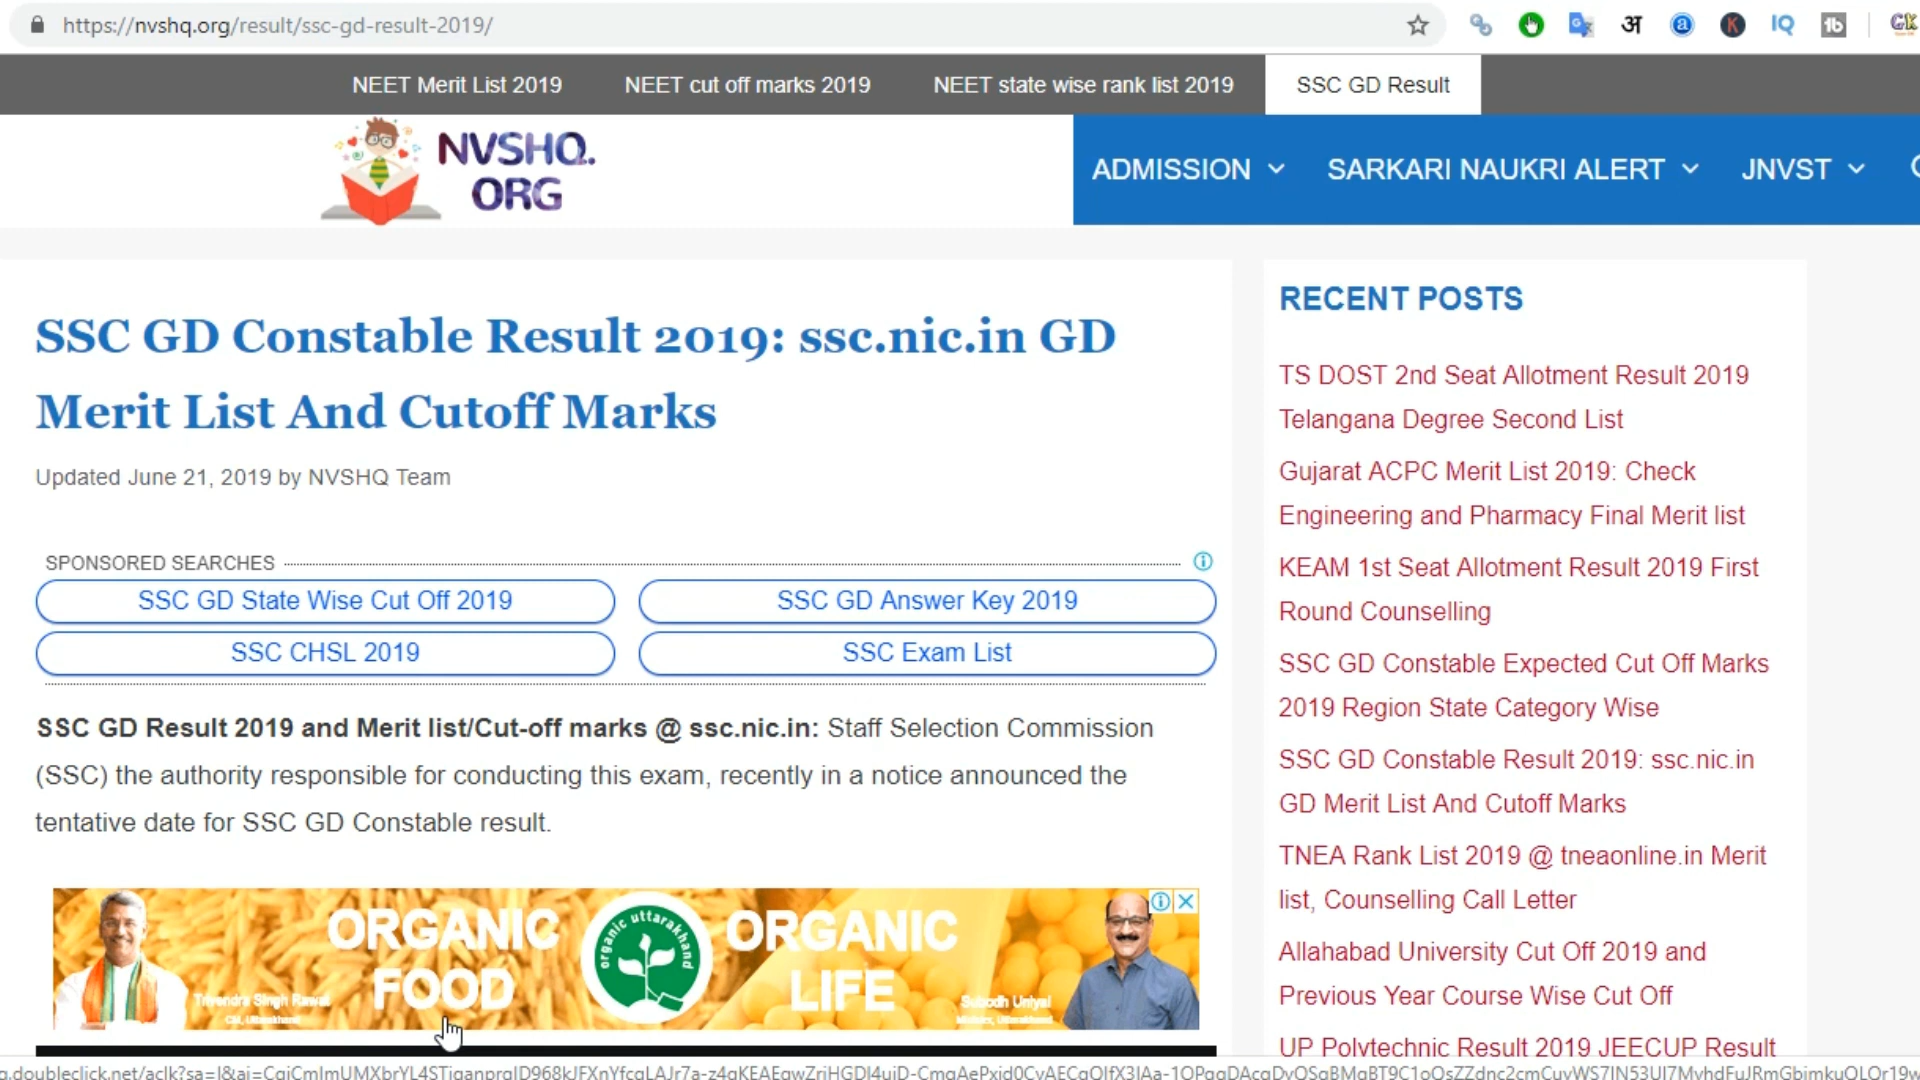 https://nvshq.org/result/ssc-gd-result-2019/
अ
a
K
IQ
NEET Merit List 2019
NEET cut off marks 2019
NEET state wise rank list 2019
SSC GD Result
NVSHQ.
ORG
ADMISSION
SARKARI NAUKRI ALERT
JNVST
SSC GD Constable Result 2019: ssc.nic.in GD
Merit List And Cutoff Marks
Updated June 21, 2019 by NVSHQ Team
SPONSORED SEARCHES
SSC GD State Wise Cut Off 2019
SSC GD Answer Key 2019
SSC CHSL 2019
SSC Exam List
SSC GD Result 2019 and Merit list/Cut-off marks @ ssc.nic.in: Staff Selection Commission
(SSC) the authority responsible for conducting this exam, recently in a notice announced the
tentative date for SSC GD Constable result.
ORGANIC
FOOD
organic uttarakhand
ORGANIC
LIFE
Trivendra Singh Rawat
CM, Uttarakhand
Subodh Uniyal
RECENT POSTS
TS DOST 2nd Seat Allotment Result 2019
Telangana Degree Second List
Gujarat ACPC Merit List 2019: Check
Engineering and Pharmacy Final Merit list
KEAM 1st Seat Allotment Result 2019 First
Round Counselling
SSC GD Constable Expected Cut Off Marks
2019 Region State Category Wise
SSC GD Constable Result 2019: ssc.nic.in
GD Merit List And Cutoff Marks
TNEA Rank List 2019 @ tneaonline.in Merit
list, Counselling Call Letter
Allahabad University Cut Off 2019 and
Previous Year Course Wise Cut Off
UP Polytechnic Result 2019 JEECUP Result